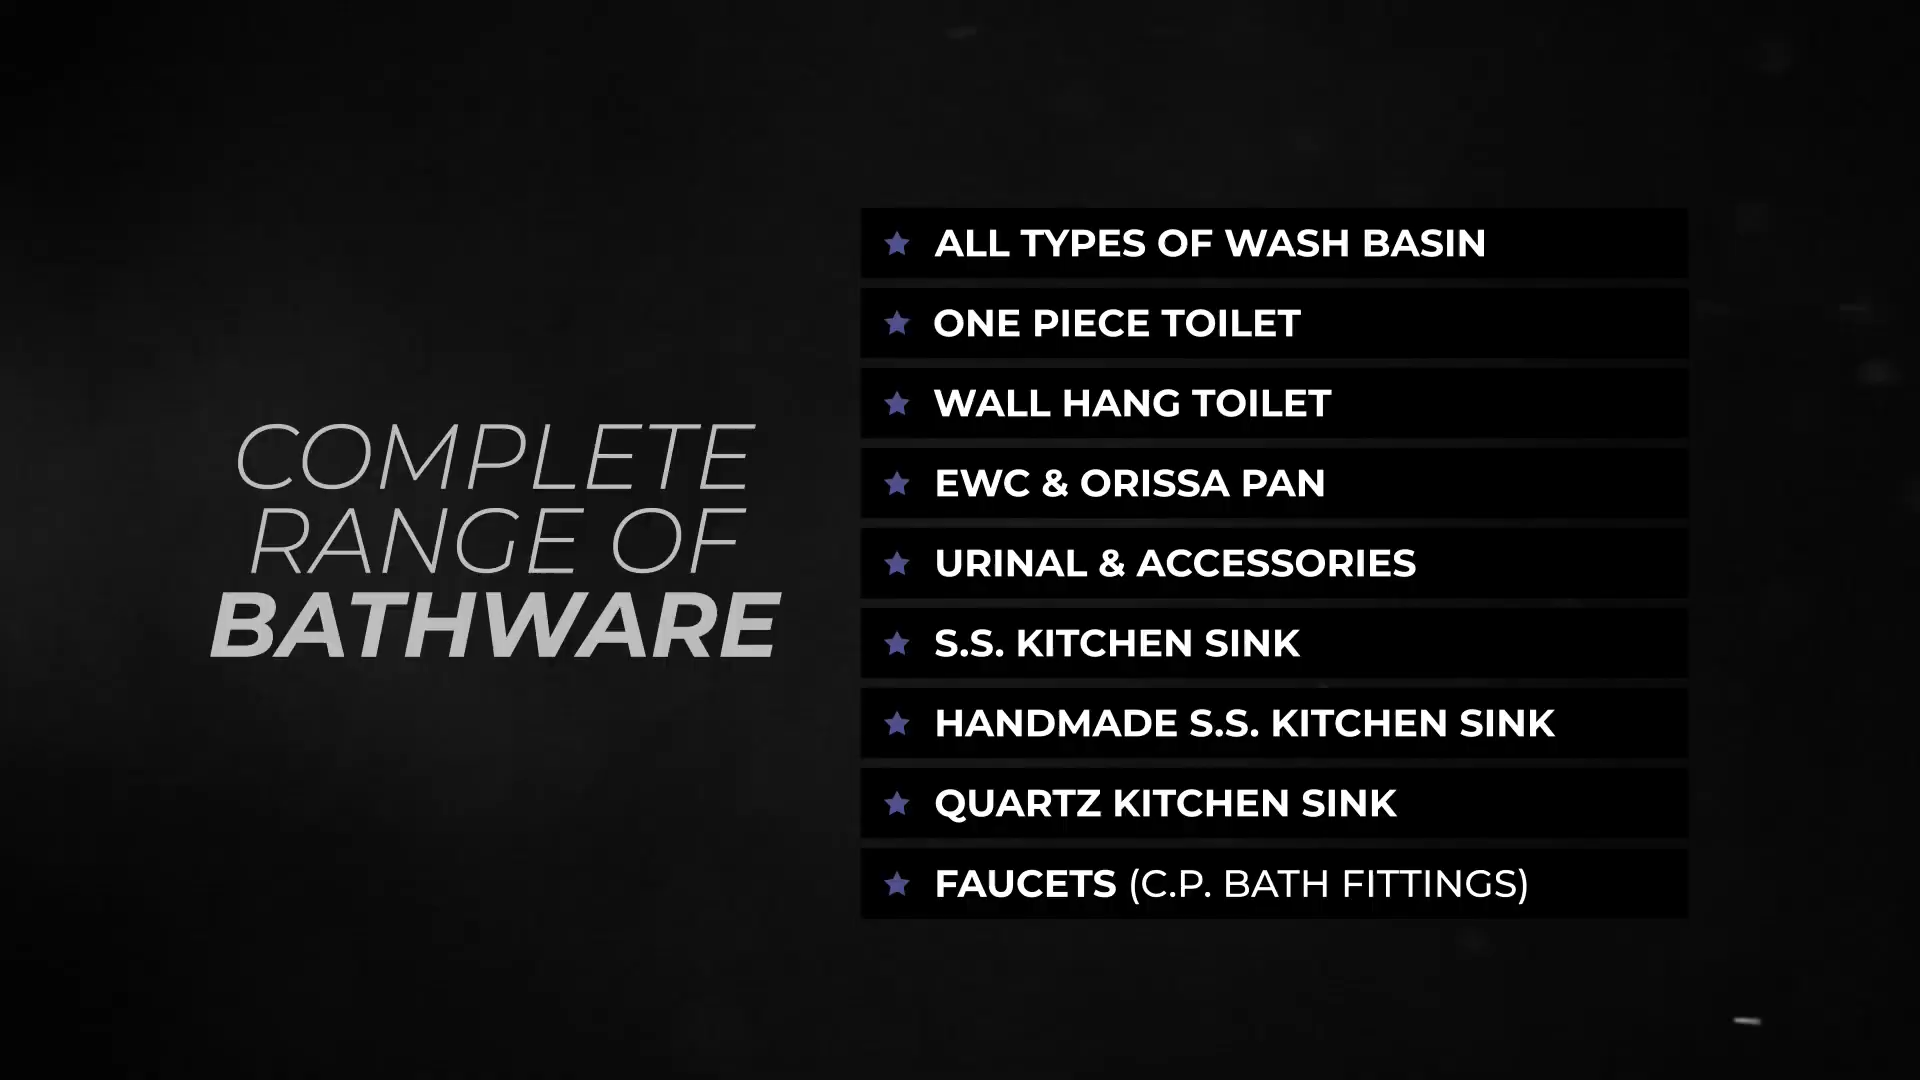 COMPLETE
RANGE OF
BATHWARE
ALL TYPES OF WASH BASIN
ONE PIECE TOILET
WALL HANG TOILET
EWC & ORISSA PAN
URINAL & ACCESSORIES
S.S. KITCHEN SINK
HANDMADE S.S. KITCHEN SINK
QUARTZ KITCHEN SINK
FAUCETS (C.P. BATH FITTINGS)